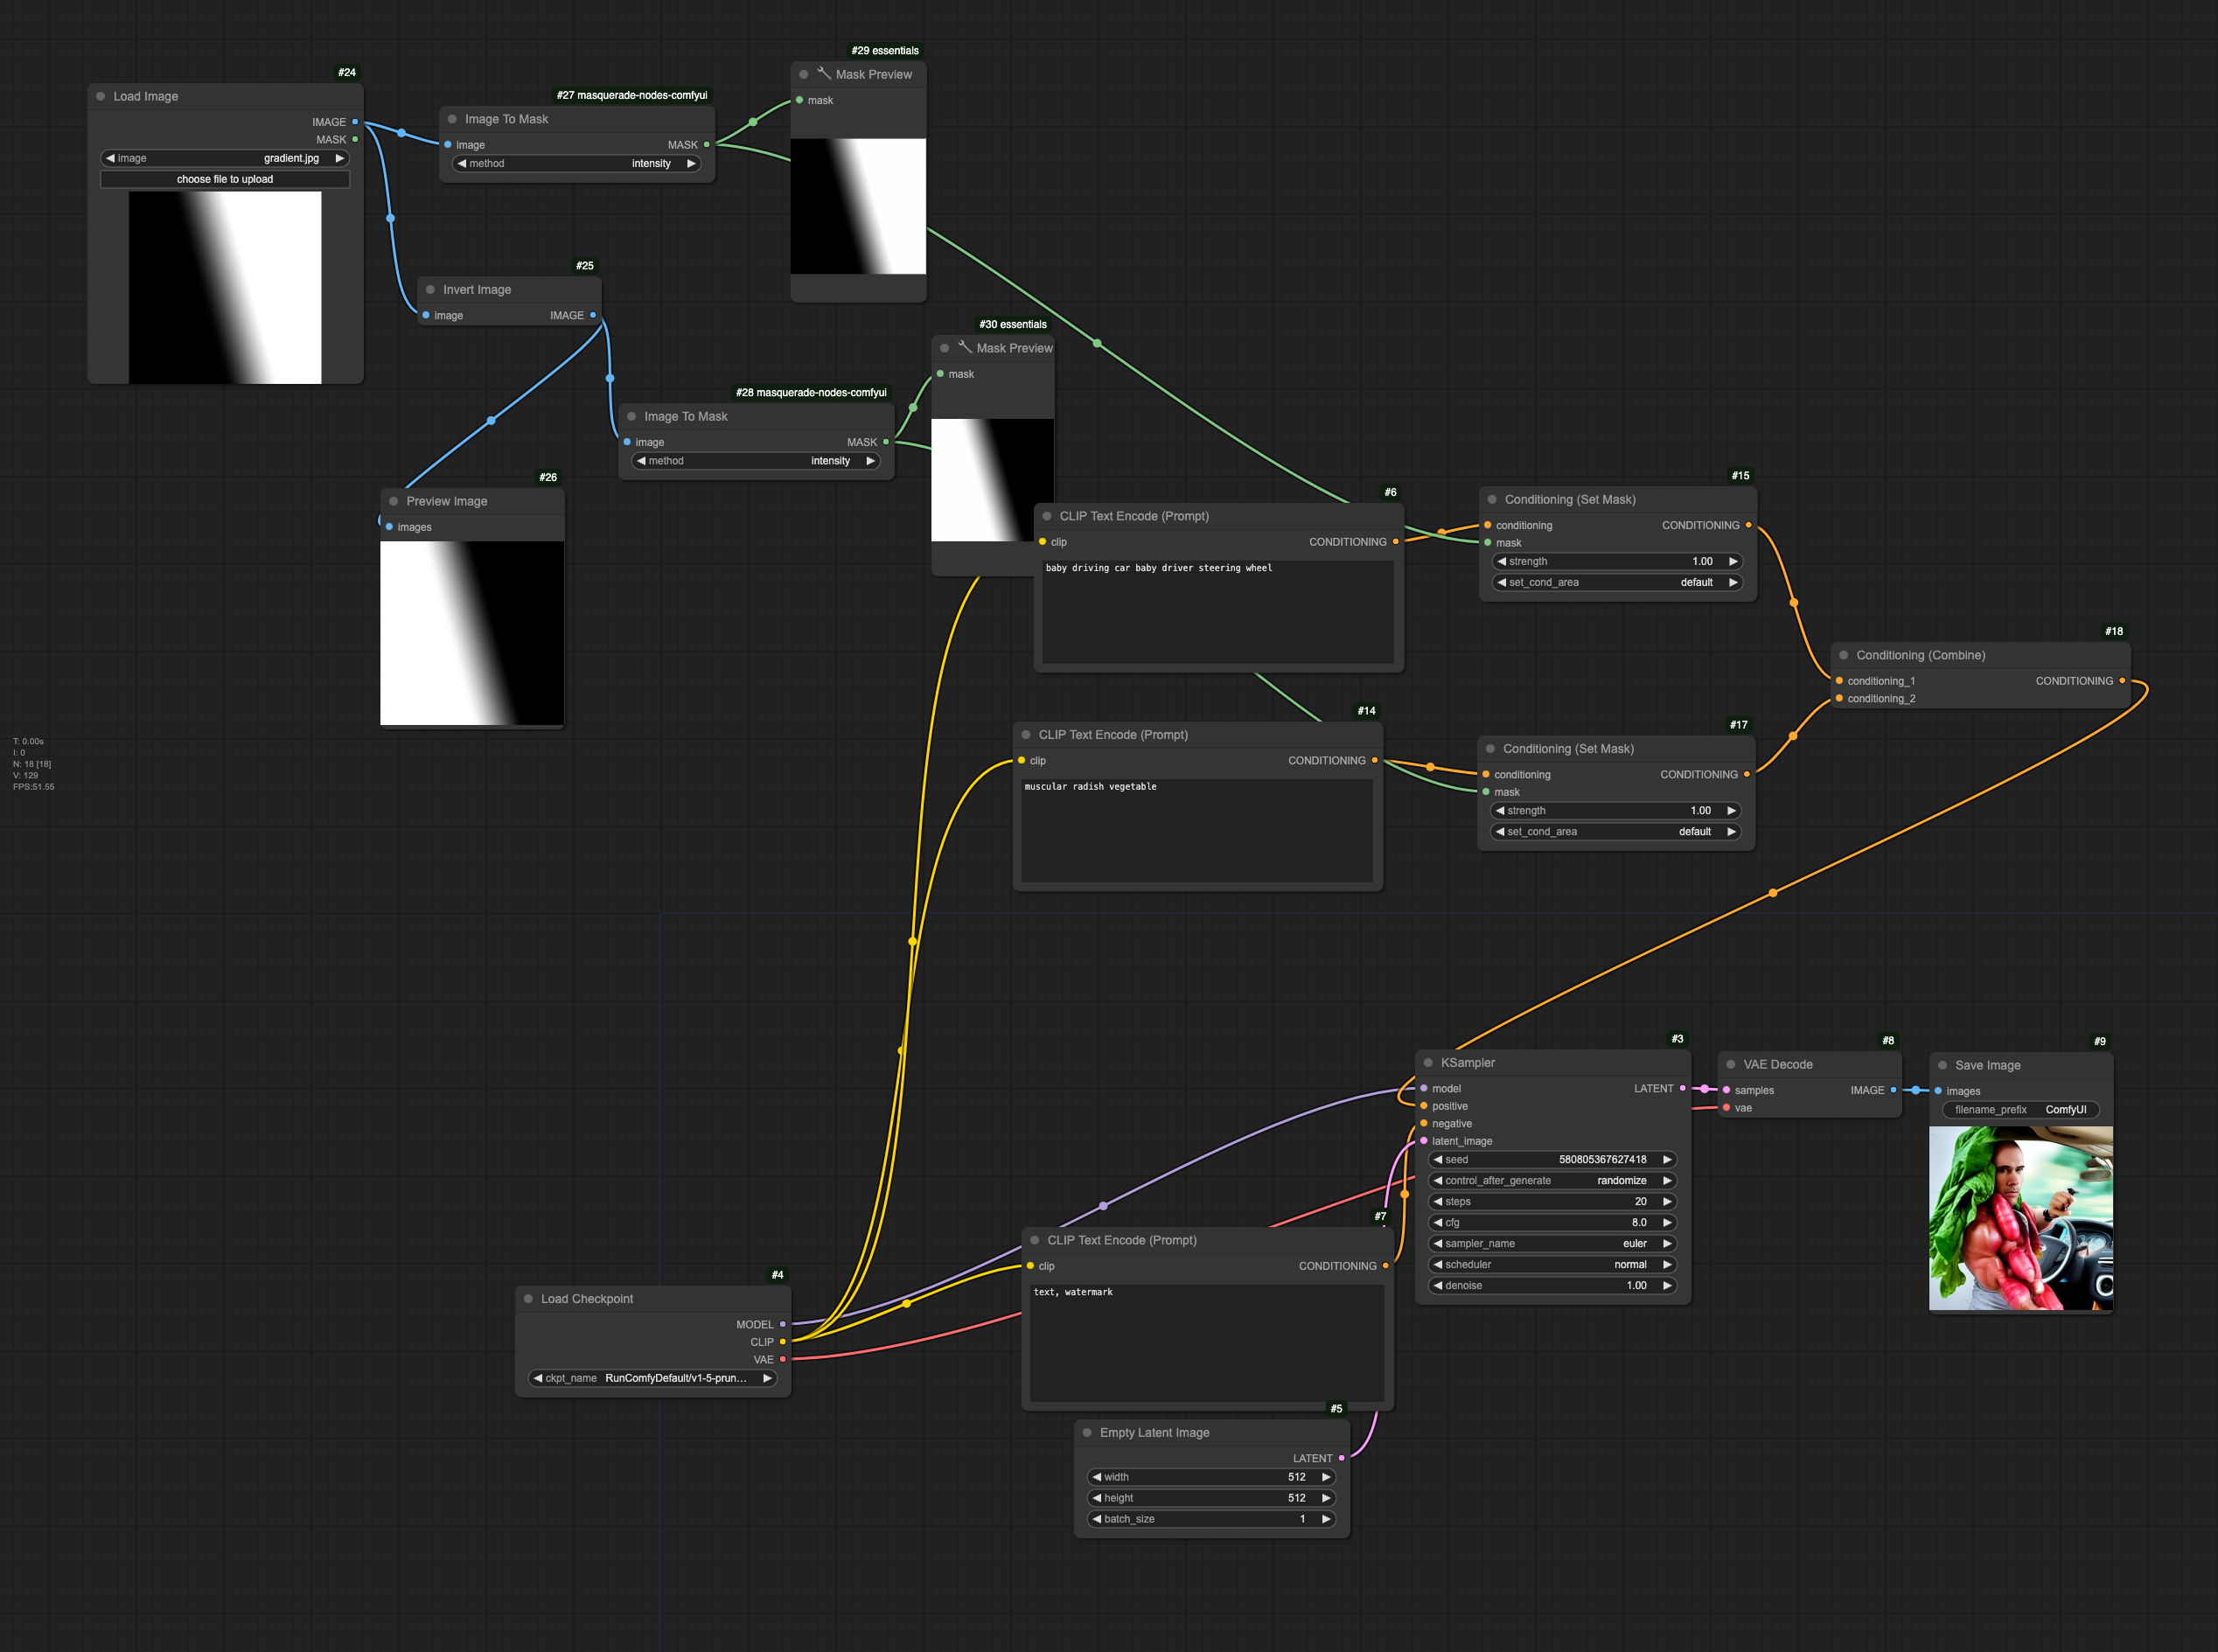 #24
Load Image
IMAGE
MASK
image gradient.jpg
choose file to upload
#27 masquerade-nodes-comfyui
Image To Mask
image MASK
method intensity
#29 essentials
Mask Preview
mask
#25
Invert Image
image IMAGE
#30 essentials
Mask Preview
mask
#28 masquerade-nodes-comfyui
Image To Mask
image MASK
method intensity
#26
Preview Image
images
#6
CLIP Text Encode (Prompt)
clip CONDITIONING
baby driving car baby driver steering wheel
#15
Conditioning (Set Mask)
conditioning CONDITIONING
mask
strength 1.00
set_cond_area default
#18
Conditioning (Combine)
conditioning_1 CONDITIONING
conditioning_2
#14
CLIP Text Encode (Prompt)
clip CONDITIONING
muscular radish vegetable
#17
Conditioning (Set Mask)
conditioning CONDITIONING
mask
strength 1.00
set_cond_area default
T: 0.00s
I: 0
N: 18 [18]
V: 129
FPS:51.55
#3
KSampler
model LATENT
positive
negative
latent_image
seed 580805367627418
control_after_generate randomize
steps 20
cfg 8.0
sampler_name euler
scheduler normal
denoise 1.00
#8
VAE Decode
samples IMAGE
vae
#9
Save Image
images
filename_prefix ComfyUI
#7
CLIP Text Encode (Prompt)
clip CONDITIONING
text, watermark
#4
Load Checkpoint
MODEL
CLIP
VAE
ckpt_name RunComfyDefault/v1-5-prun...
#5
Empty Latent Image
LATENT
width 512
height 512
batch_size 1